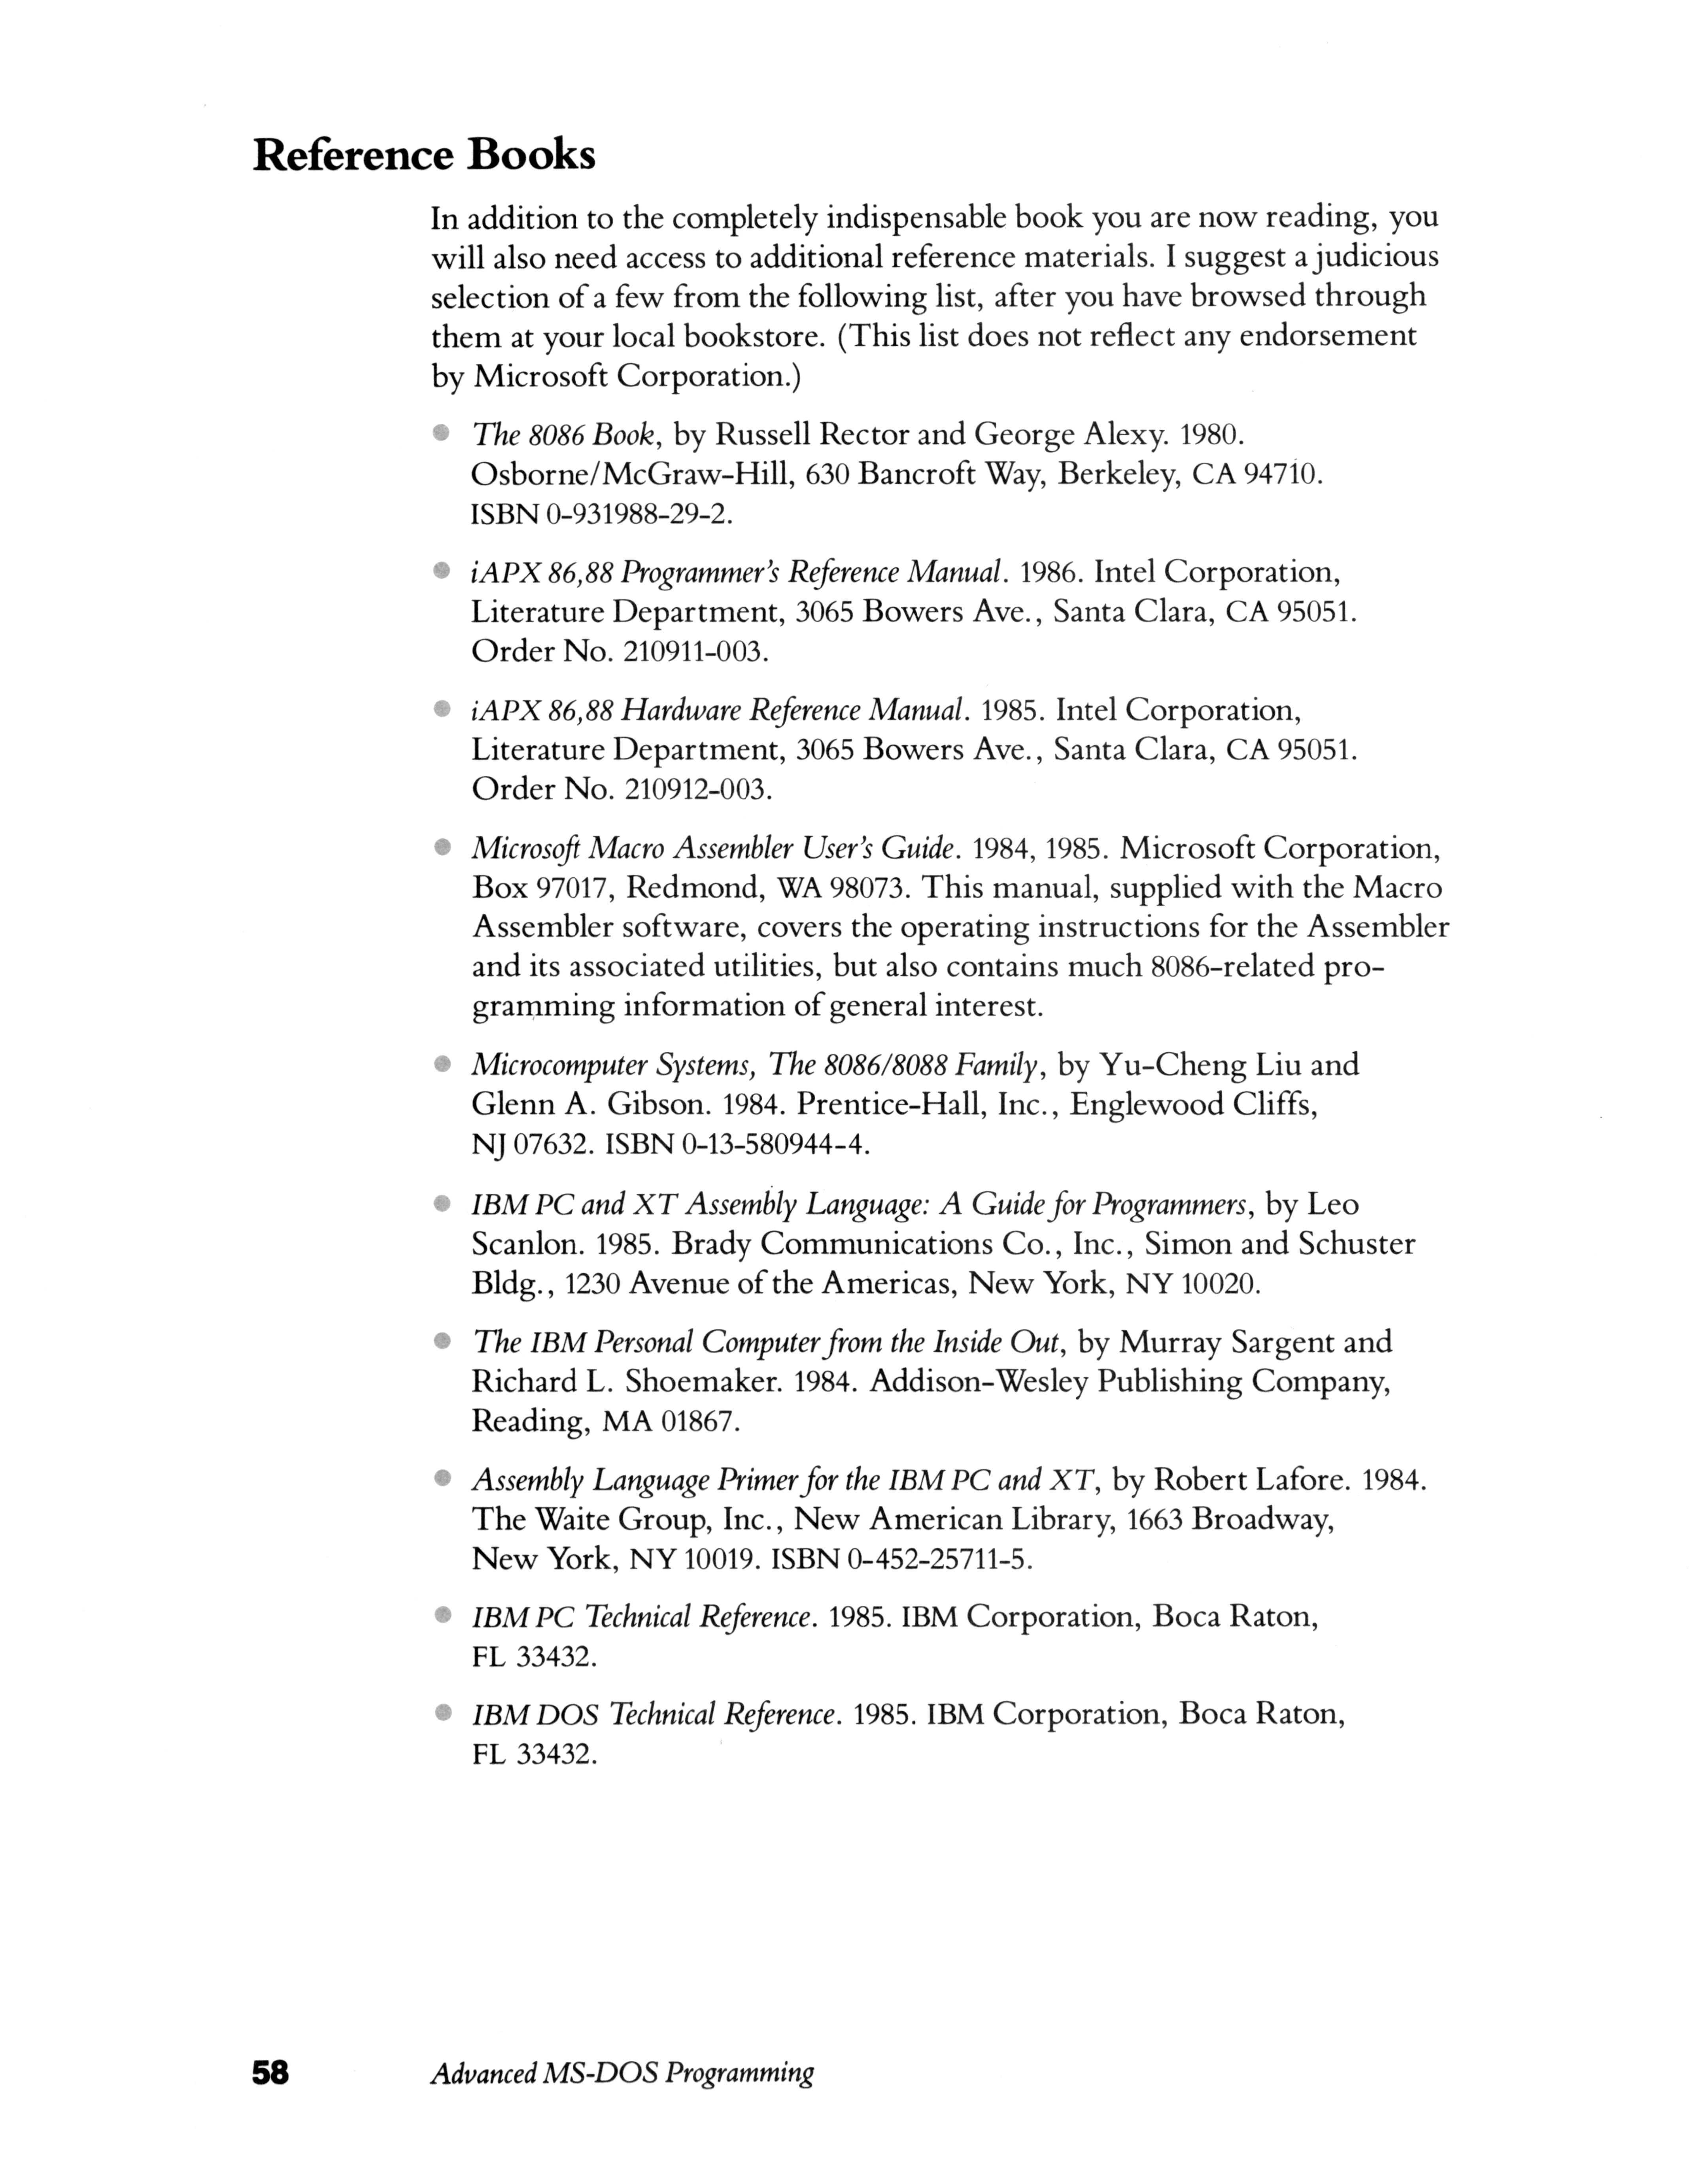 Reference Books
In addition to the completely indispensable book you are now reading, you
will also need access to additional reference materials. I suggest a judicious
selection of a few from the following list, after you have browsed through
them at your local bookstore. (This list does not reflect any endorsement
by Microsoft Corporation.)
• The 8086 Book, by Russell Rector and George Alexy. 1980.
Osborne/McGraw-Hill, 630 Bancroft Way, Berkeley, CA 94710.
ISBN 0-931988-29-2.
• iAPX 86,88 Programmer's Reference Manual. 1986. Intel Corporation,
Literature Department, 3065 Bowers Ave., Santa Clara, CA 95051.
Order No. 210911-003.
• iAPX 86,88 Hardware Reference Manual. 1985. Intel Corporation,
Literature Department, 3065 Bowers Ave., Santa Clara, CA 95051.
Order No. 210912-003.
• Microsoft Macro Assembler User's Guide. 1984, 1985. Microsoft Corporation,
Box 97017, Redmond, WA 98073. This manual, supplied with the Macro
Assembler software, covers the operating instructions for the Assembler
and its associated utilities, but also contains much 8086-related pro-
gramming information of general interest.
• Microcomputer Systems, The 8086/8088 Family, by Yu-Cheng Liu and
Glenn A. Gibson. 1984. Prentice-Hall, Inc., Englewood Cliffs,
NJ 07632. ISBN 0-13-580944-4.
• IBM PC and XT Assembly Language: A Guide for Programmers, by Leo
Scanlon. 1985. Brady Communications Co., Inc., Simon and Schuster
Bldg., 1230 Avenue of the Americas, New York, NY 10020.
• The IBM Personal Computer from the Inside Out, by Murray Sargent and
Richard L. Shoemaker. 1984. Addison-Wesley Publishing Company,
Reading, MA 01867.
• Assembly Language Primer for the IBM PC and XT, by Robert Lafore. 1984.
The Waite Group, Inc., New American Library, 1663 Broadway,
New York, NY 10019. ISBN 0-452-25711-5.
• IBM PC Technical Reference. 1985. IBM Corporation, Boca Raton,
FL 33432.
• IBM DOS Technical Reference. 1985. IBM Corporation, Boca Raton,
FL 33432.
58 Advanced MS-DOS Programming